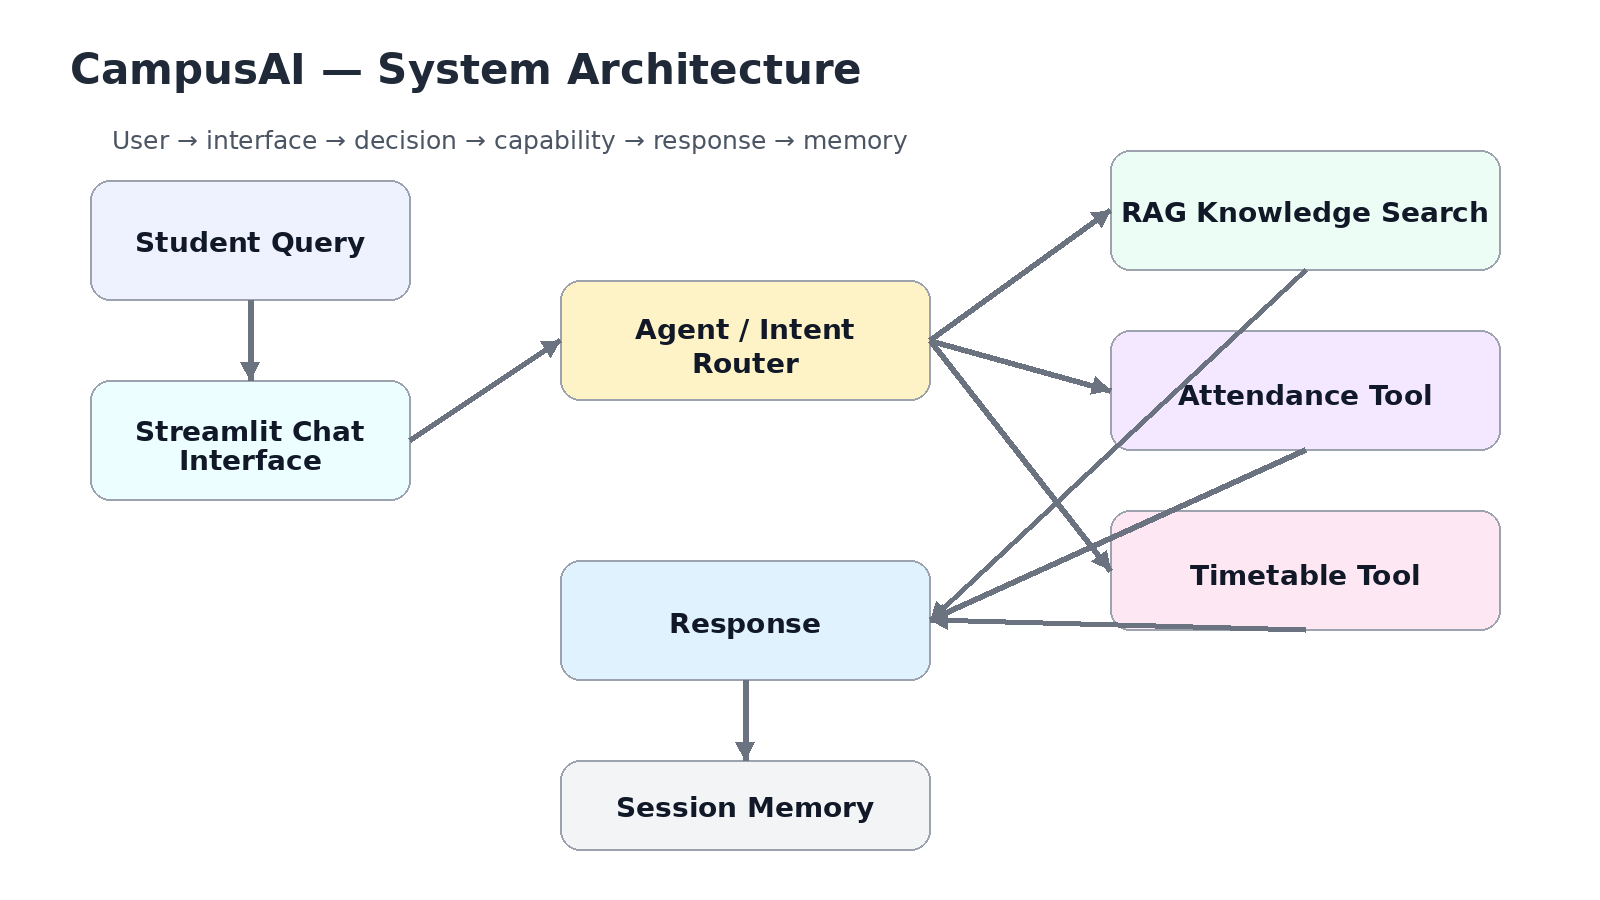 CampusAI — System Architecture
User → interface → decision → capability → response → memory
Student Query
Streamlit Chat
Interface
Agent / Intent
Router
RAG Knowledge Search
Attendance Tool
Timetable Tool
Response
Session Memory